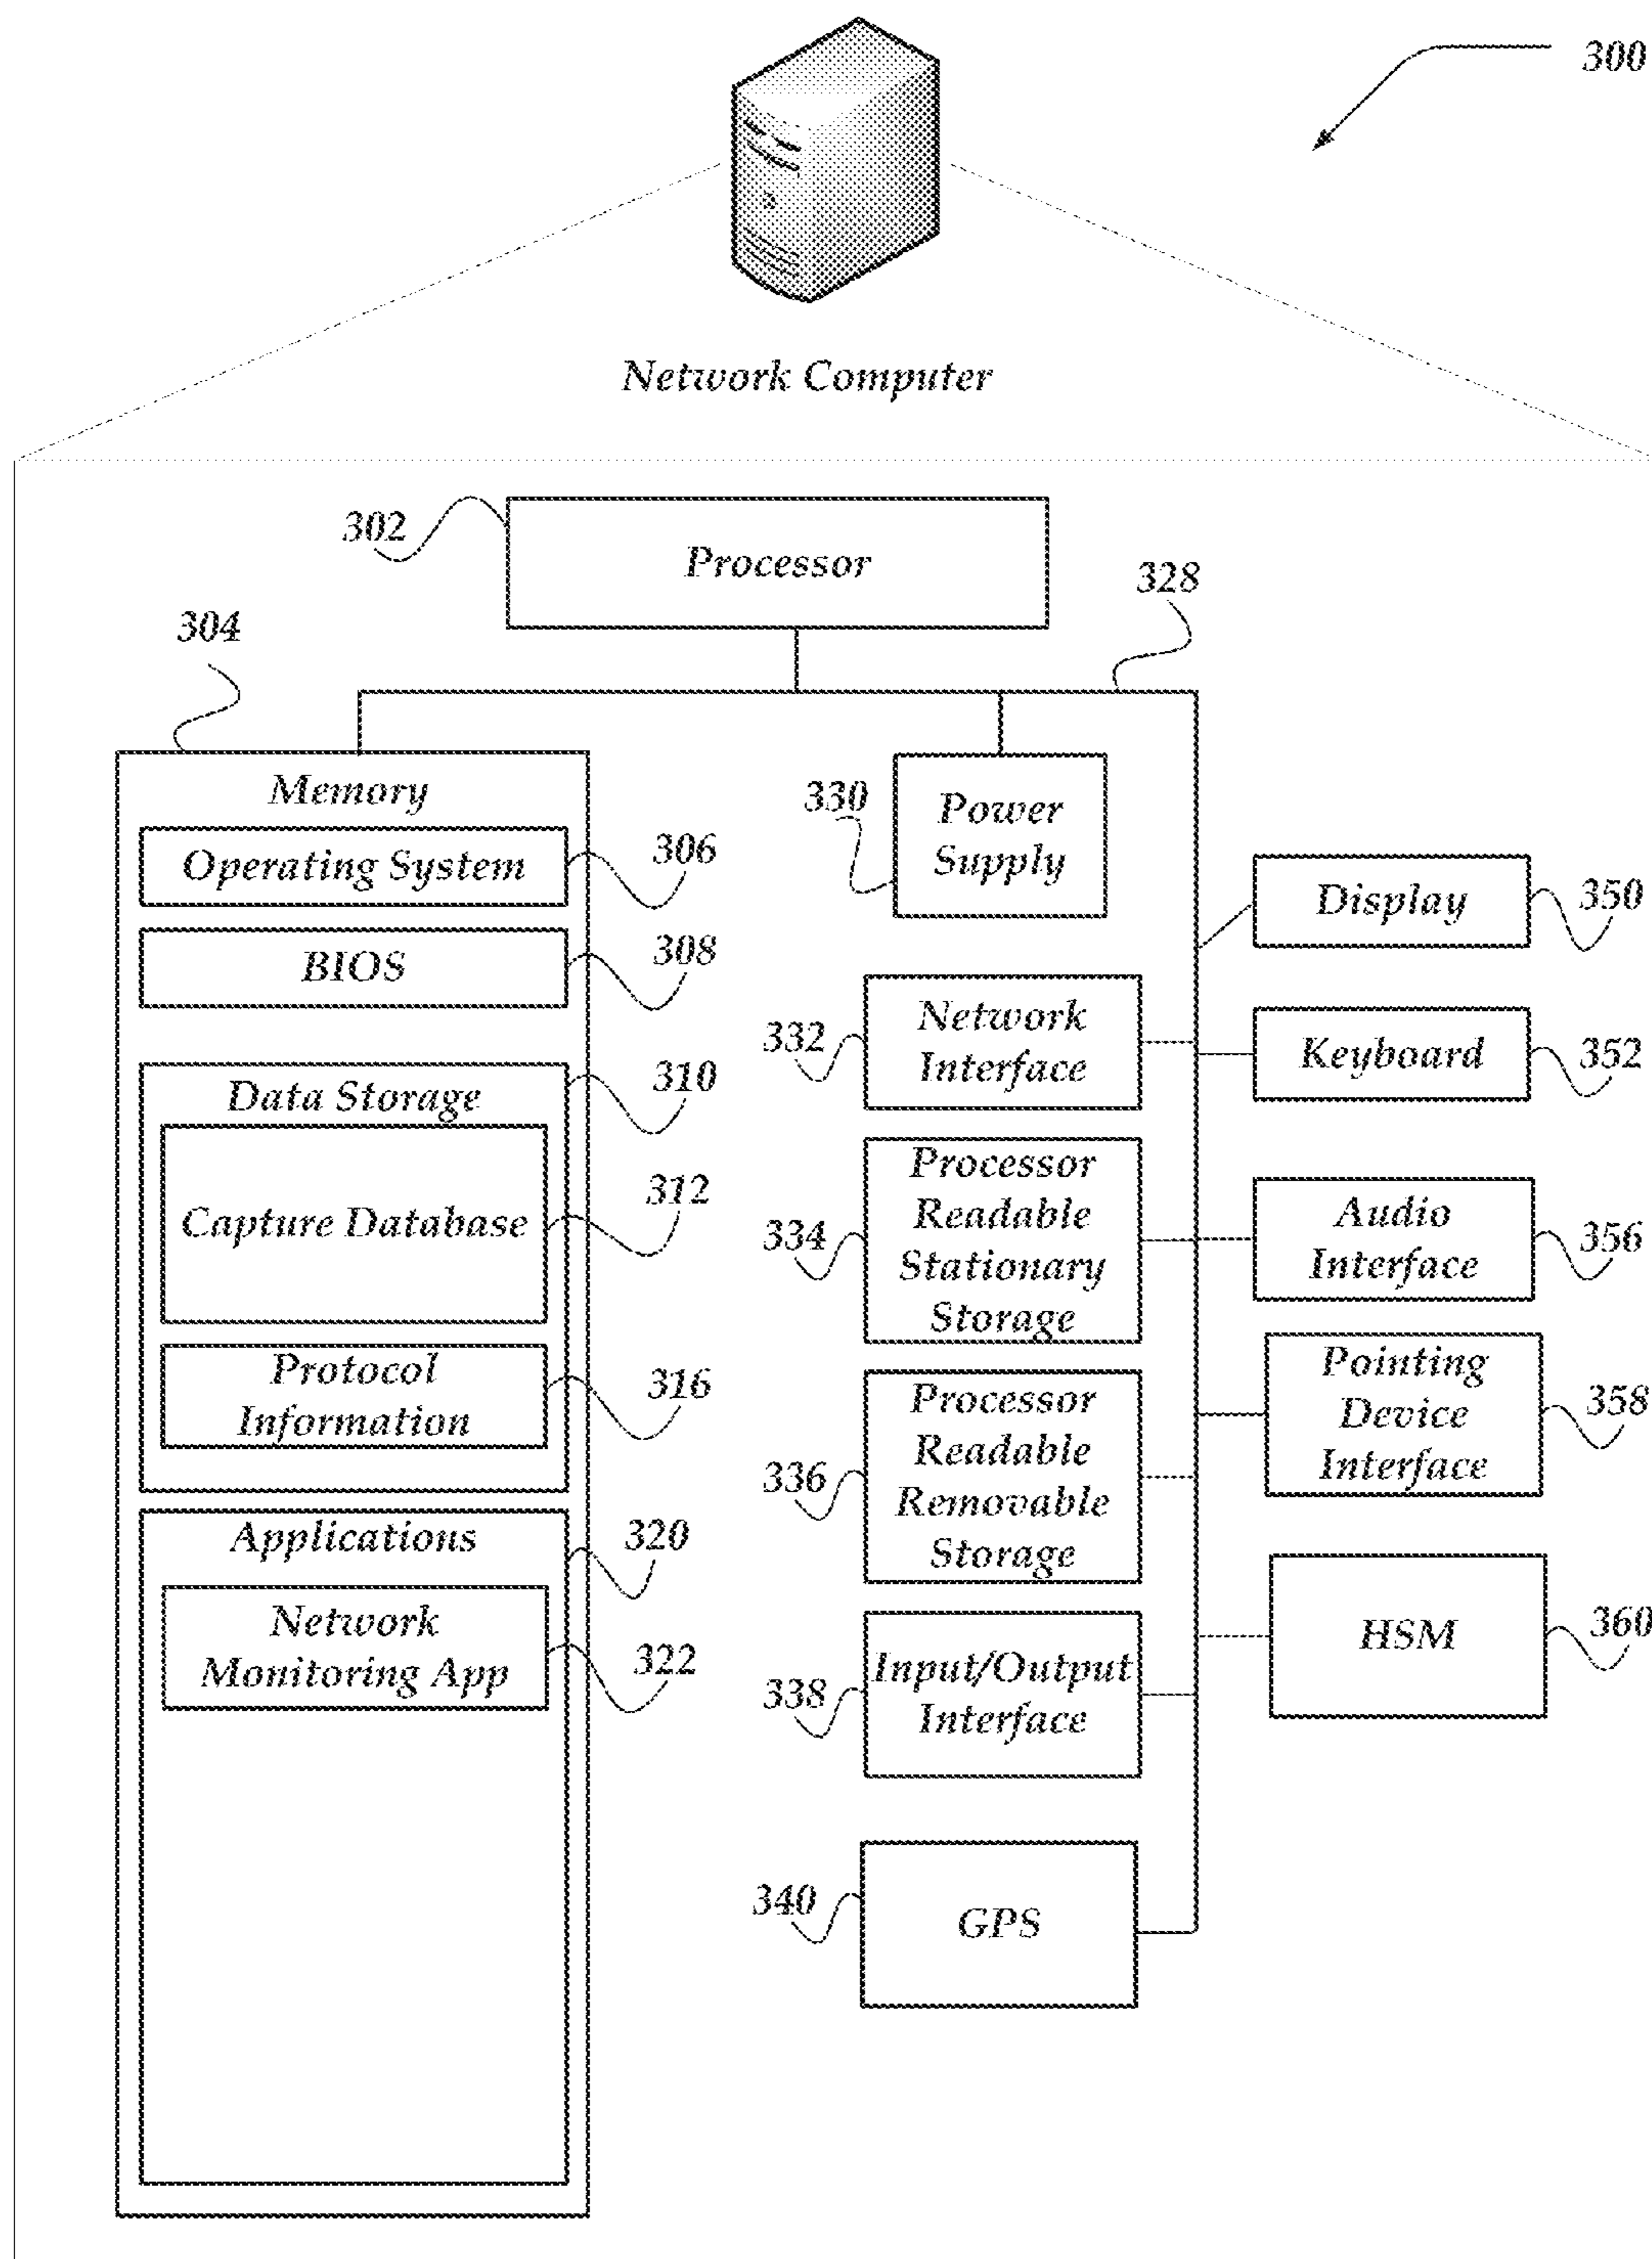 300
Network Computer
302
Processor
328
304
Memory
Operating System
306
BIOS
308
Data Storage
310
Capture Database
312
Protocol
Information
316
Applications
320
Network
Monitoring App
322
330
Power
Supply
332
Network
Interface
334
Processor
Readable
Stationary
Storage
336
Processor
Readable
Removable
Storage
338
Input/Output
Interface
340
GPS
Display
350
Keyboard
352
Audio
Interface
356
Pointing
Device
Interface
358
HSM
360